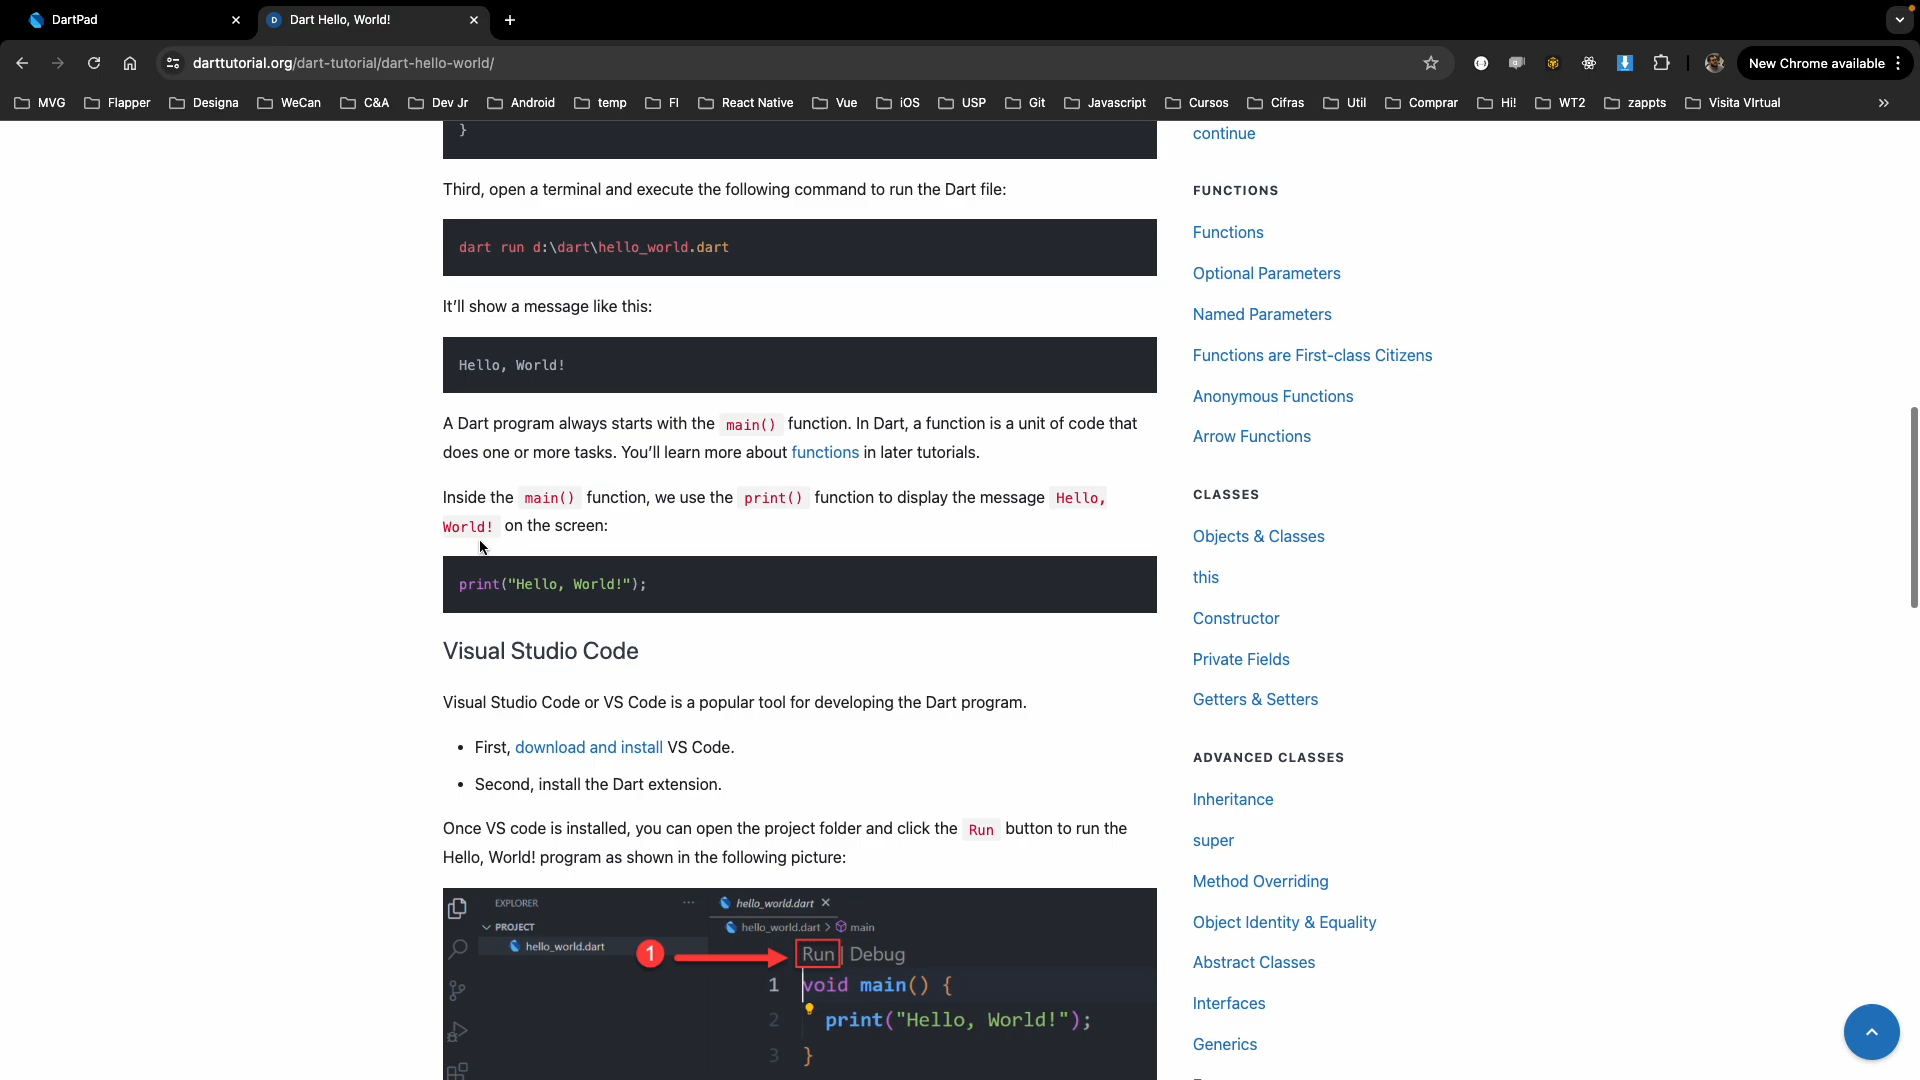 DartPad
Dart Hello, World!
darttutorial.org/dart-tutorial/dart-hello-world/
New Chrome available
MVG
Flapper
Designa
WeCan
C&A
Dev Jr
Android
temp
FI
React Native
Vue
iOS
USP
Git
Javascript
Cursos
Cifras
Util
Comprar
Hi!
WT2
zappts
Visita VIrtual
»
}
Third, open a terminal and execute the following command to run the Dart file:
dart run d:\dart\hello_world.dart
It’ll show a message like this:
Hello, World!
A Dart program always starts with the main() function. In Dart, a function is a unit of code that
does one or more tasks. You’ll learn more about functions in later tutorials.
Inside the main() function, we use the print() function to display the message Hello,
World! on the screen:
print("Hello, World!");
Visual Studio Code
Visual Studio Code or VS Code is a popular tool for developing the Dart program.
• First, download and install VS Code.
• Second, install the Dart extension.
Once VS code is installed, you can open the project folder and click the Run button to run the
Hello, World! program as shown in the following picture:
EXPLORER
PROJECT
hello_world.dart
1
hello_world.dart
hello_world.dart > main
Run | Debug
1 void main() {
2 print("Hello, World!");
3 }
continue
FUNCTIONS
Functions
Optional Parameters
Named Parameters
Functions are First-class Citizens
Anonymous Functions
Arrow Functions
CLASSES
Objects & Classes
this
Constructor
Private Fields
Getters & Setters
ADVANCED CLASSES
Inheritance
super
Method Overriding
Object Identity & Equality
Abstract Classes
Interfaces
Generics